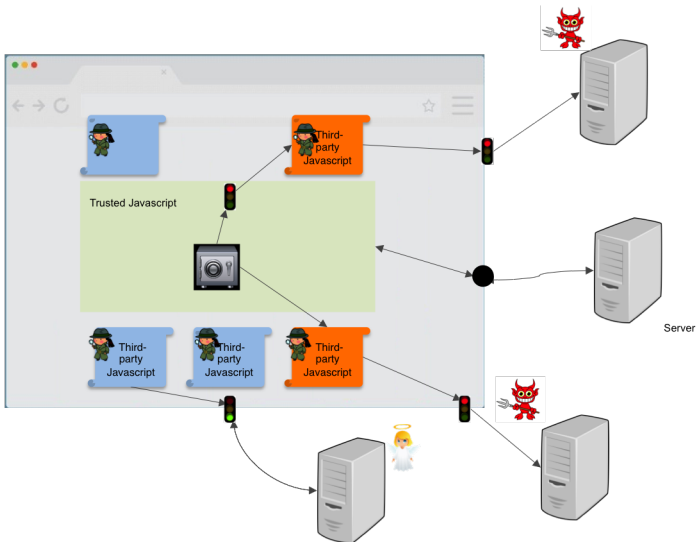 Third-
party
Javascript
Trusted Javascript
Server
Third-
party
Javascript
Third-
party
Javascript
Third-
party
Javascript